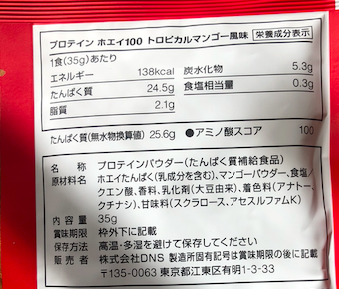 プロテイン ホエイ100 トロピカルマンゴー風味 栄養成分表示
1食(35g)あたり
エネルギー 138kcal 炭水化物 5.3g
たんぱく質 24.5g 食塩相当量 0.3g
脂質 2.1g
たんぱく質(無水物換算値) 25.6g ●アミノ酸スコア 100
名称 プロテインパウダー(たんぱく質補給食品)
原材料名 ホエイたんぱく(乳成分を含む)、マンゴーパウダー、食塩/
クエン酸、香料、乳化剤(大豆由来)、着色料(アナトー、
クチナシ)、甘味料(スクラロース、アセスルファムK)
内容量 35g
賞味期限 枠外下に記載
保存方法 高温・多湿を避けて保存してください
販売者 株式会社DNS 製造所固有記号は賞味期限の後に記載
〒135-0063 東京都江東区有明1-3-33